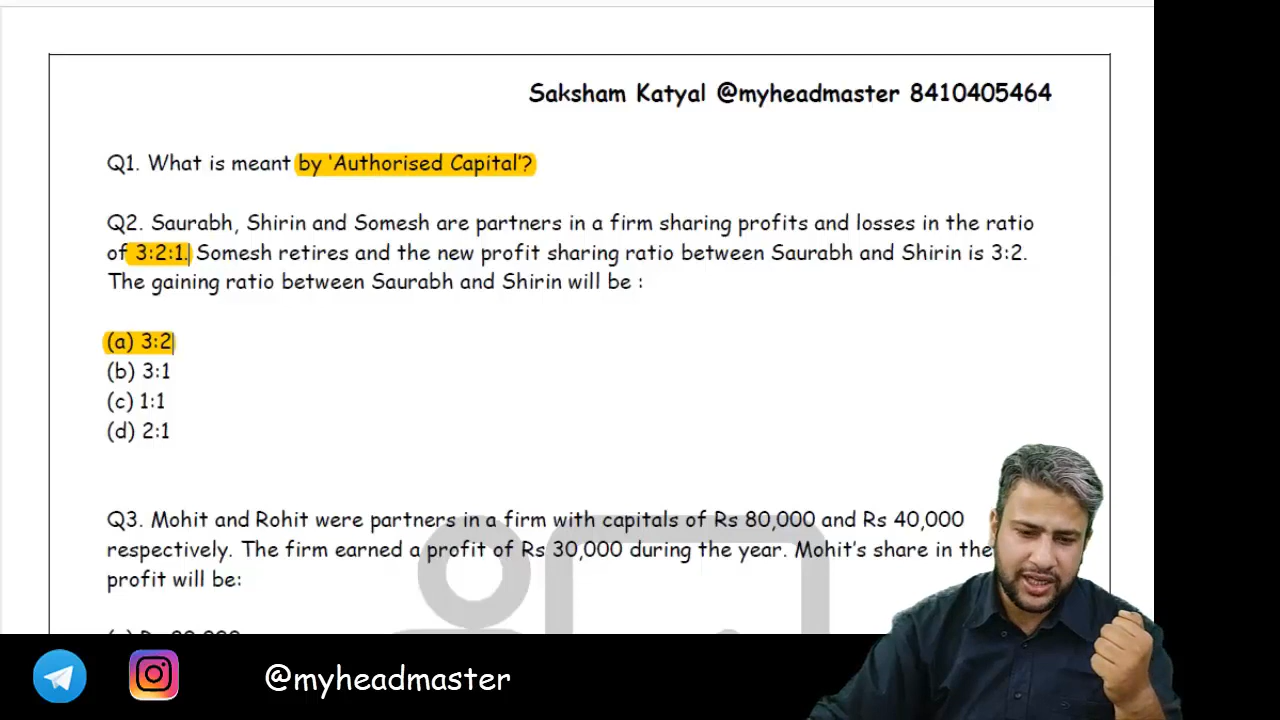 Saksham Katyal @myheadmaster 8410405464
Q1. What is meant by 'Authorised Capital'?
Q2. Saurabh, Shirin and Somesh are partners in a firm sharing profits and losses in the ratio
of 3:2:1. Somesh retires and the new profit sharing ratio between Saurabh and Shirin is 3:2.
The gaining ratio between Saurabh and Shirin will be :
(a) 3:2
(b) 3:1
(c) 1:1
(d) 2:1
Q3. Mohit and Rohit were partners in a firm with capitals of Rs 80,000 and Rs 40,000
respectively. The firm earned a profit of Rs 30,000 during the year. Mohit's share in the
profit will be:
@myheadmaster